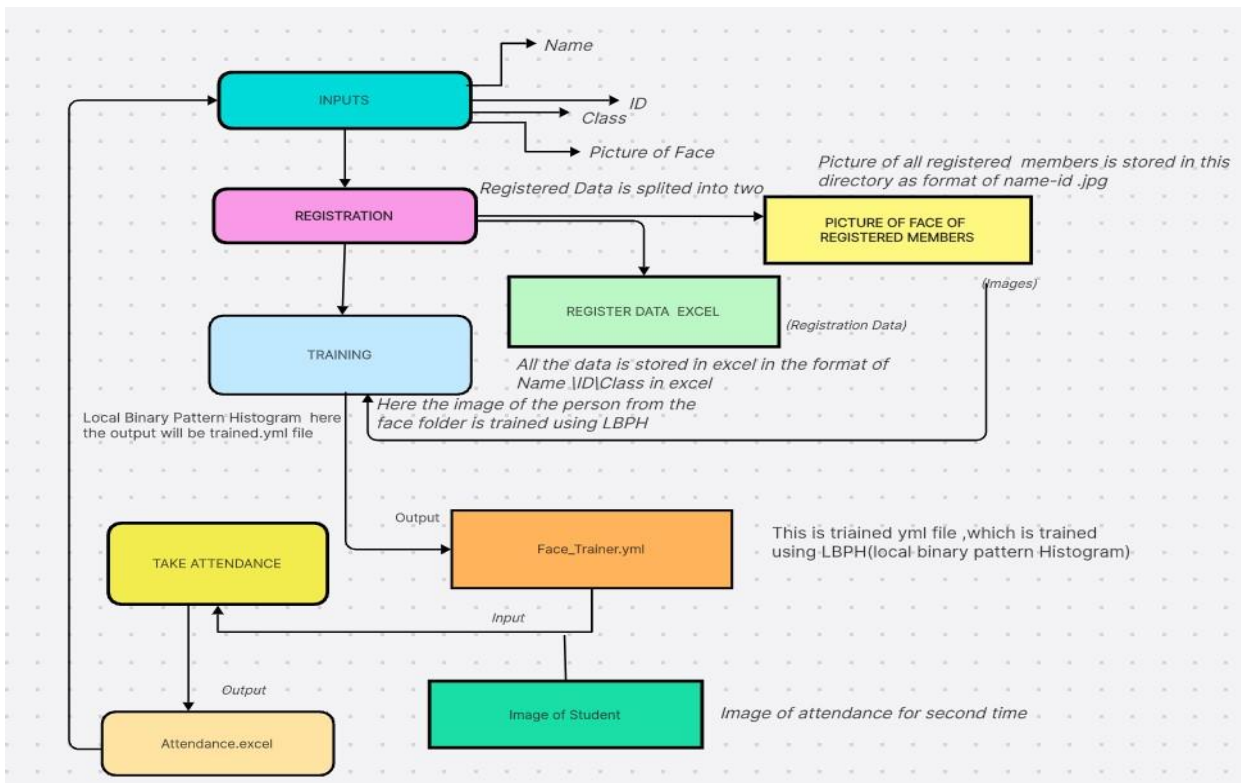 Name
INPUTS
ID
Class
Picture of Face
Picture of all registered members is stored in this
directory as format of name-id .jpg
Registered Data is splited into two
REGISTRATION
PICTURE OF FACE OF
REGISTERED MEMBERS
(Images)
REGISTER DATA EXCEL
(Registration Data)
TRAINING
All the data is stored in excel in the format of
Name \ID\Class in excel
Here the image of the person from the
face folder is trained using LBPH
Local Binary Pattern Histogram here
the output will be trained.yml file
Output
Face_Trainer.yml
This is triained yml file ,which is trained
using LBPH(local binary pattern Histogram)
TAKE ATTENDANCE
Input
Output
Image of Student
Image of attendance for second time
Attendance.excel